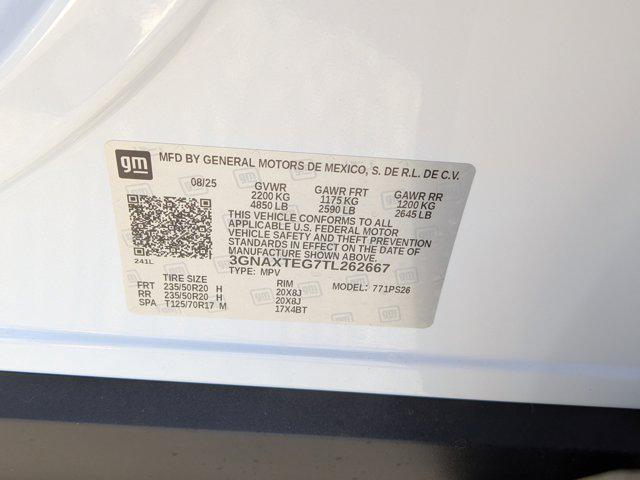 gm
MFD BY GENERAL MOTORS DE MEXICO, S. DE R.L. DE C.V.
08/25 GVWR GAWR FRT GAWR RR
2200 KG 1175 KG 1200 KG
4850 LB 2590 LB 2645 LB
THIS VEHICLE CONFORMS TO ALL
APPLICABLE U.S. FEDERAL MOTOR
VEHICLE SAFETY AND THEFT PREVENTION
STANDARDS IN EFFECT ON THE DATE OF
MANUFACTURE SHOWN ABOVE.
3GNAXTEG7TL262667
241L TYPE: MPV
TIRE SIZE RIM MODEL: 771PS26
FRT 235/50R20 H 20X8J
RR 235/50R20 H 20X8J
SPA T125/70R17 M 17X4BT